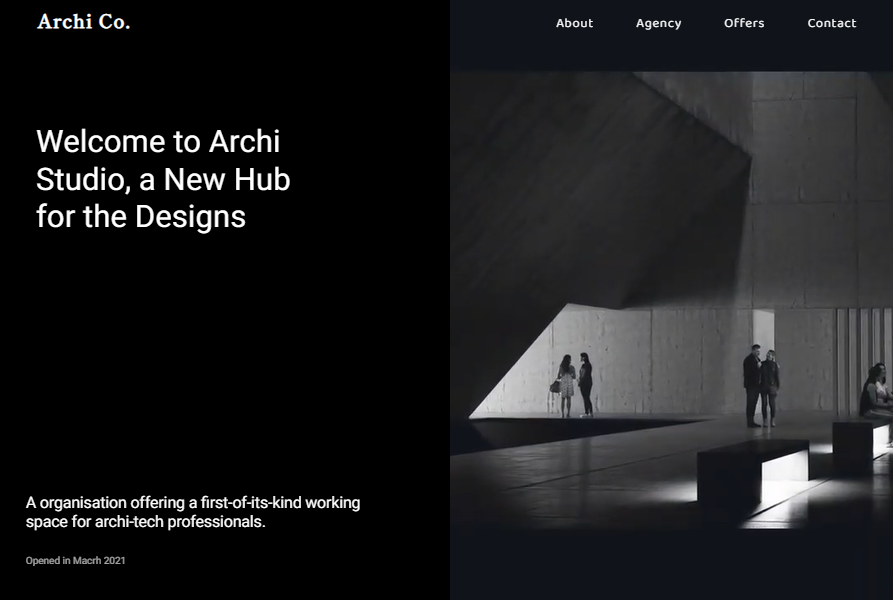 Archi Co.
About Agency Offers Contact
Welcome to Archi
Studio, a New Hub
for the Designs
A organisation offering a first-of-its-kind working
space for archi-tech professionals.
Opened in Macrh 2021